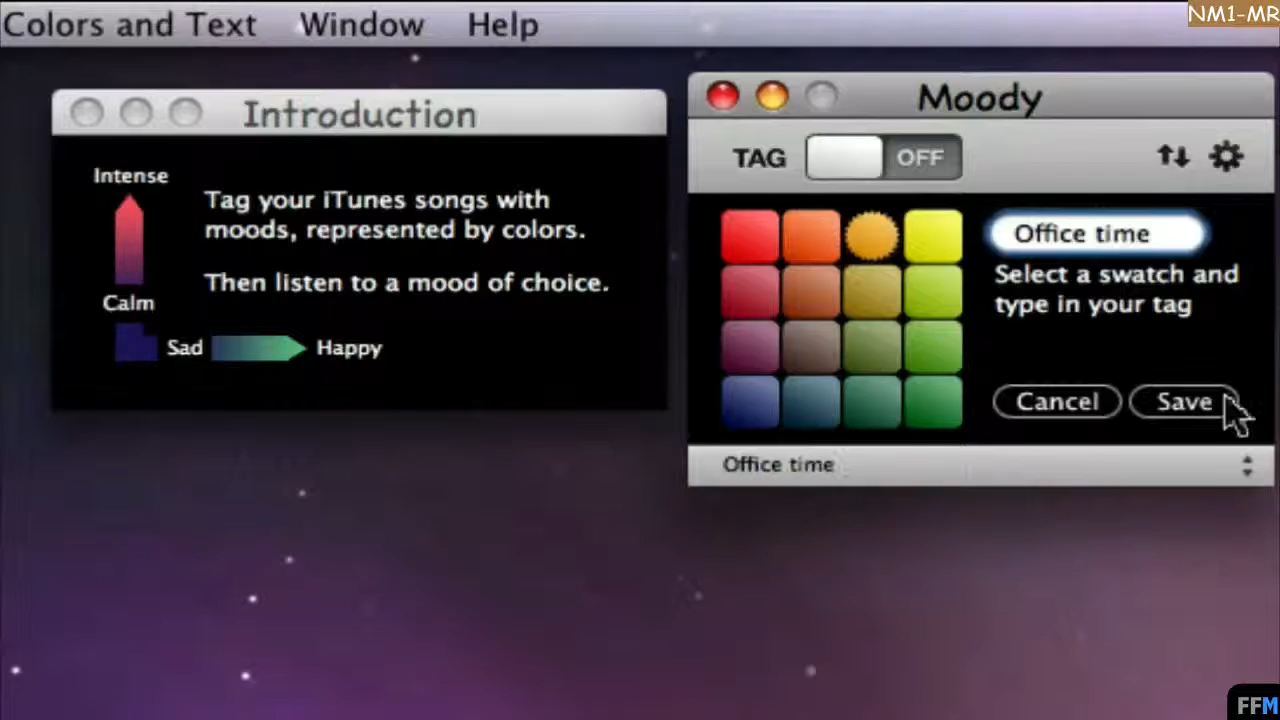 Colors and Text Window Help
NM1-MR
Introduction
Intense
Calm
Sad
Happy
Tag your iTunes songs with
moods, represented by colors.
Then listen to a mood of choice.
Moody
TAG
OFF
Office time
Select a swatch and
type in your tag
Cancel
Save
Office time
FFM